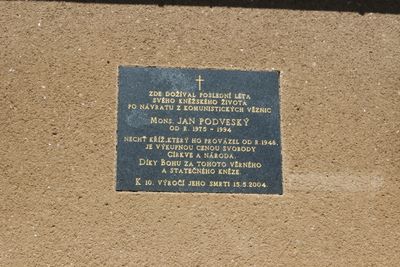 ZDE DOŽÍVAL POSLEDNÍ LÉTA
SVÉHO KNĚŽSKÉHO ŽIVOTA
PO NÁVRATU Z KOMUNISTICKÝCH VĚZNIC
MONS. JAN PODVESKÝ
OD R. 1975 - 1994
NECHŤ KŘÍŽ, KTERÝ HO PROVÁZEL OD R. 1948,
JE VÝKUPNOU CENOU SVOBODY
CÍRKVE A NÁRODA.
DÍKY BOHU ZA TOHOTO VĚRNÉHO
A STATEČNÉHO KNĚZE.
K 10. VÝROČÍ JEHO SMRTI 15.5.2004.